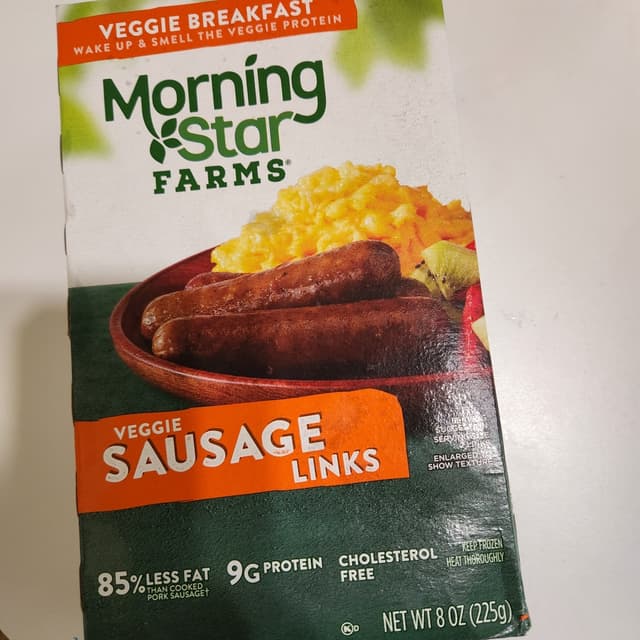 VEGGIE BREAKFAST
WAKE UP & SMELL THE VEGGIE PROTEIN
Morning
Star
FARMS®
VEGGIE
SAUSAGE
LINKS
ENLARGED
SHOW TEXTURE
85% LESS FAT
THAN COOKED
PORK SAUSAGE†
9G PROTEIN
CHOLESTEROL
FREE
KEEP FROZEN
HEAT THOROUGHLY
K D
NET WT 8 OZ (225g)